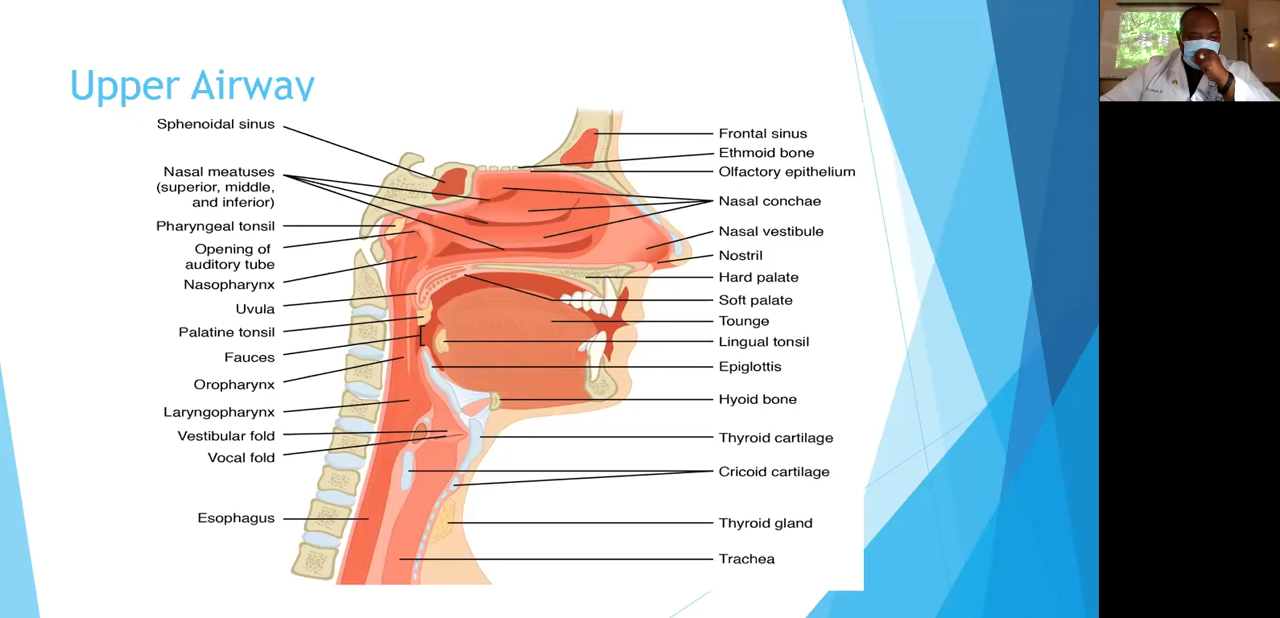 Upper Airway
Sphenoidal sinus
Nasal meatuses
(superior, middle,
and inferior)
Pharyngeal tonsil
Opening of
auditory tube
Nasopharynx
Uvula
Palatine tonsil
Fauces
Oropharynx
Laryngopharynx
Vestibular fold
Vocal fold
Esophagus
Frontal sinus
Ethmoid bone
Olfactory epithelium
Nasal conchae
Nasal vestibule
Nostril
Hard palate
Soft palate
Tounge
Lingual tonsil
Epiglottis
Hyoid bone
Thyroid cartilage
Cricoid cartilage
Thyroid gland
Trachea